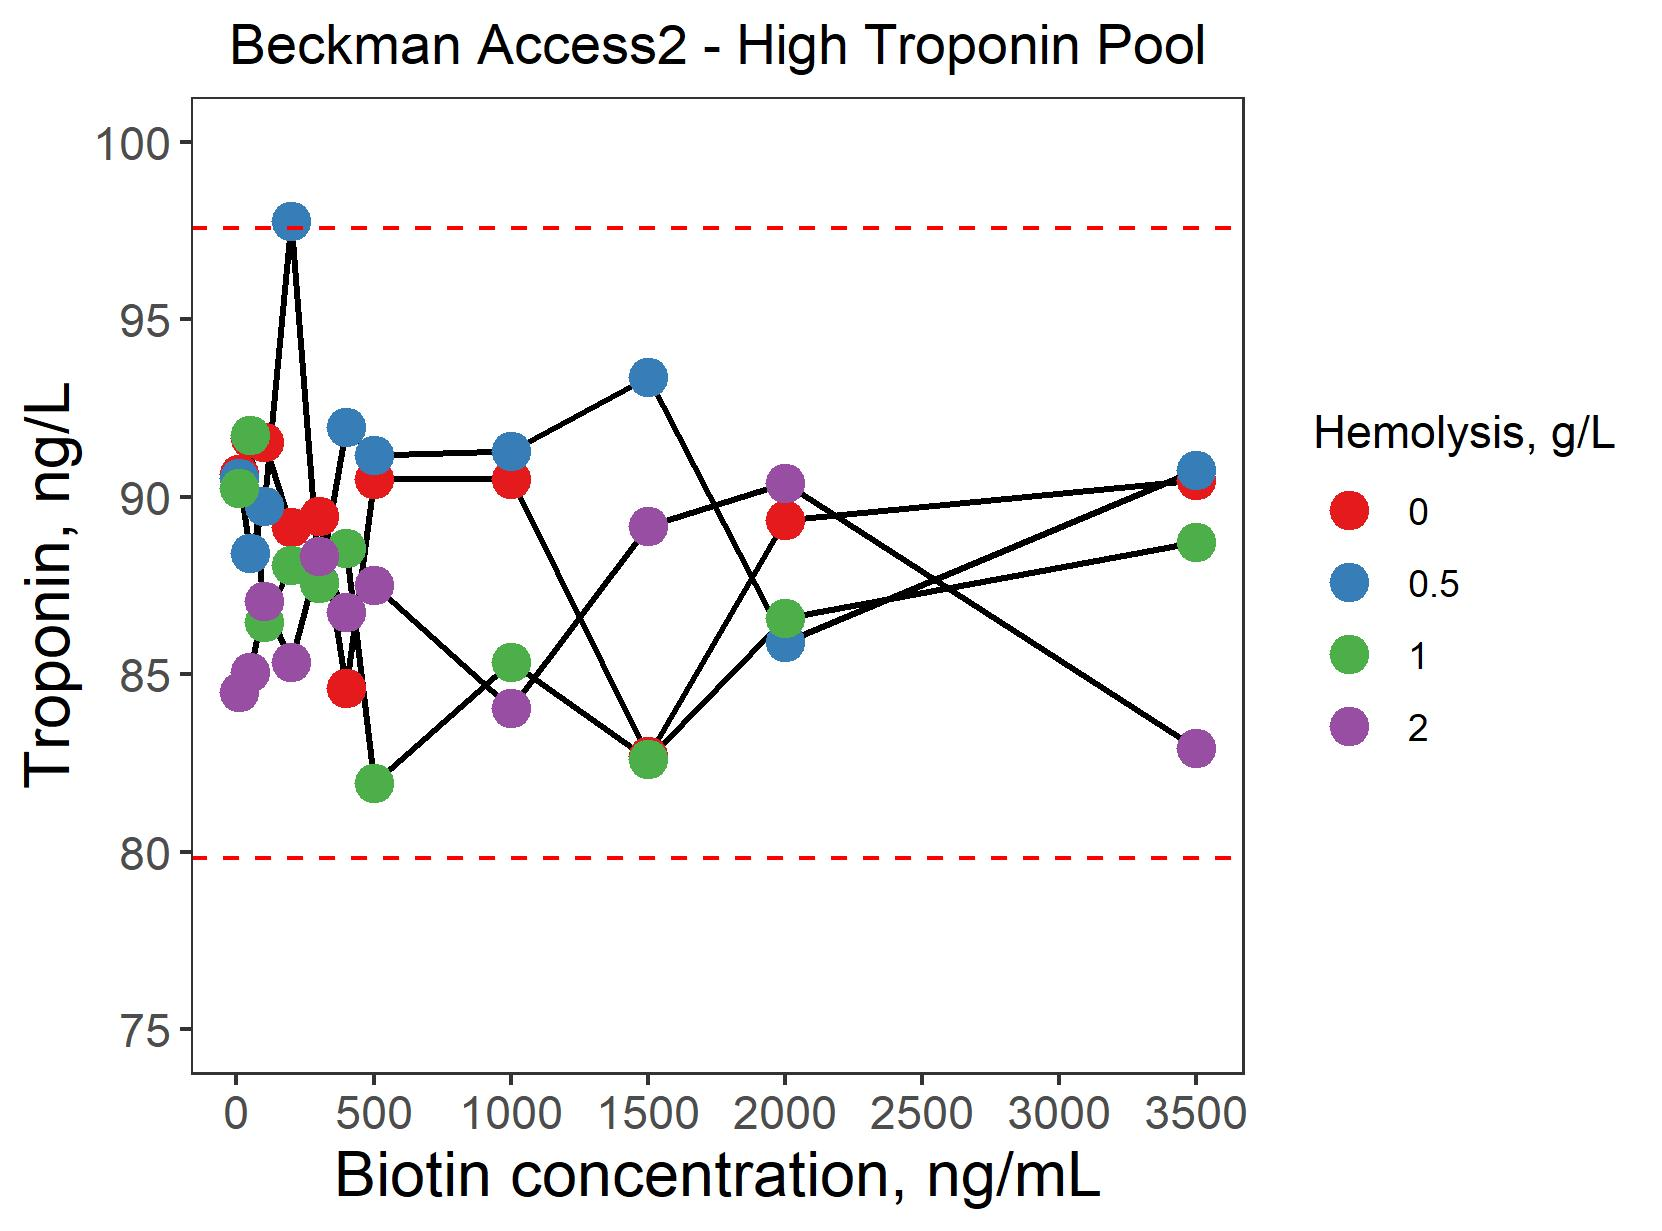 Beckman Access2 - High Troponin Pool
100
95
90
85
80
75
Troponin, ng/L
0 500 1000 1500 2000 2500 3000 3500
Biotin concentration, ng/mL
Hemolysis, g/L
0
0.5
1
2